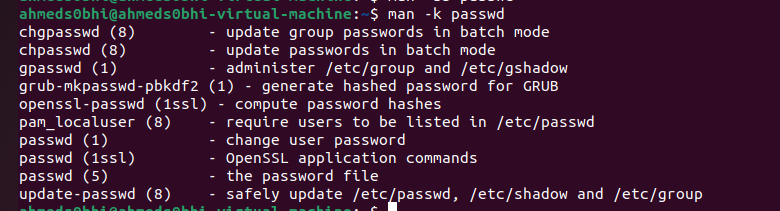 ahmeds0bhi@ahmeds0bhi-virtual-machine:~$ man -k passwd
chgpasswd (8)        - update group passwords in batch mode
chpasswd (8)         - update passwords in batch mode
gpasswd (1)          - administer /etc/group and /etc/gshadow
grub-mkpasswd-pbkdf2 (1) - generate hashed password for GRUB
openssl-passwd (1ssl) - compute password hashes
pam_localuser (8)    - require users to be listed in /etc/passwd
passwd (1)           - change user password
passwd (1ssl)        - OpenSSL application commands
passwd (5)           - the password file
update-passwd (8)    - safely update /etc/passwd, /etc/shadow and /etc/group
ahmeds0bhi@ahmeds0bhi-virtual-machine:~$